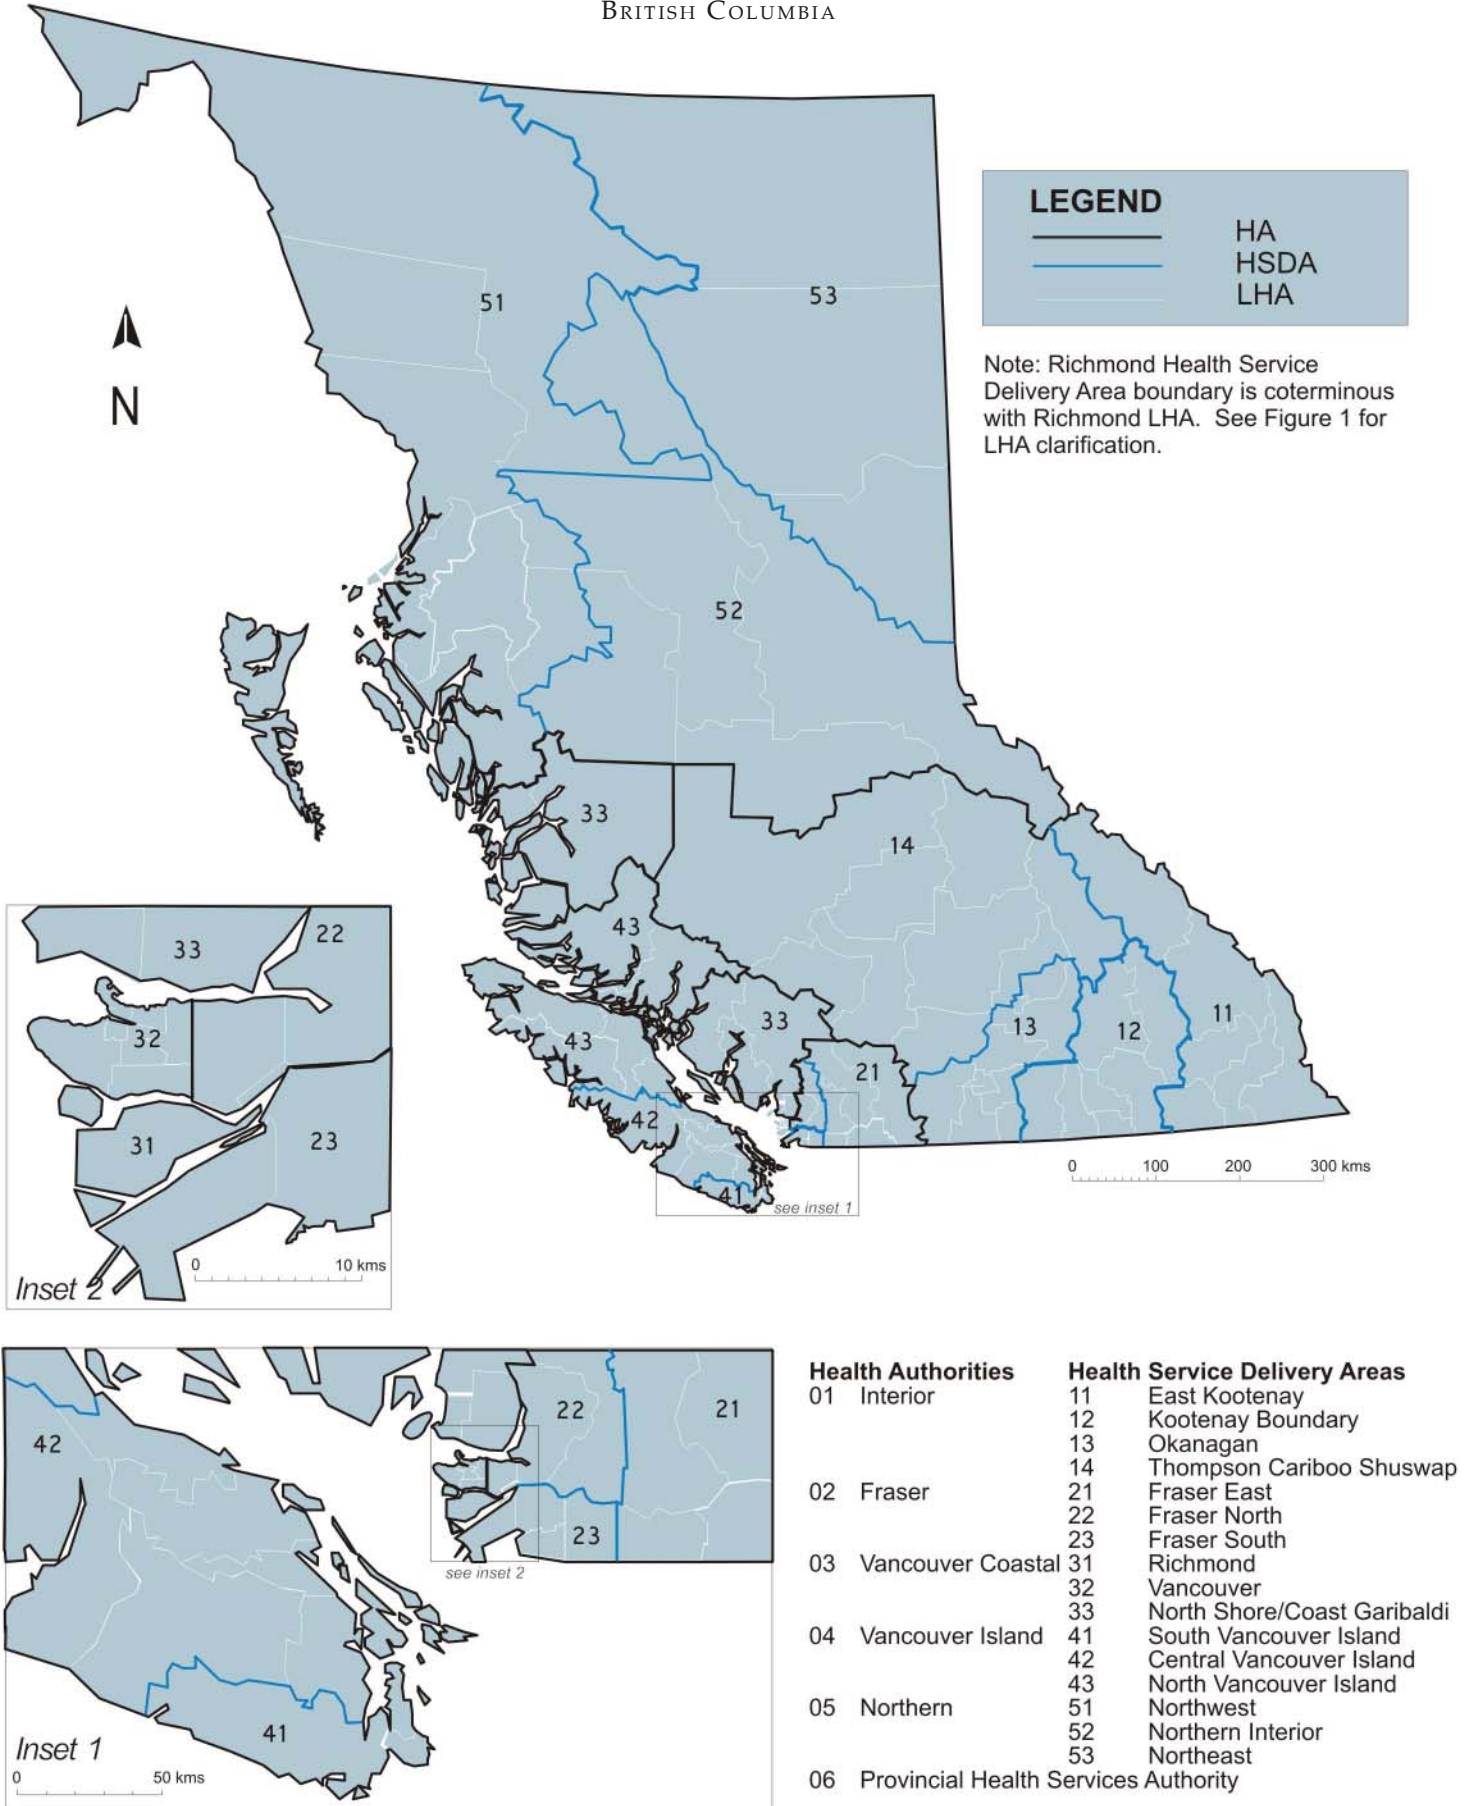 BRITISH COLUMBIA
LEGEND
HA
HSDA
LHA
Note: Richmond Health Service
Delivery Area boundary is coterminous
with Richmond LHA. See Figure 1 for
LHA clarification.
N
51
53
52
33
14
43
33
43
13
12
11
21
42
41
see inset 1
0 100 200 300 kms
33
22
32
31
23
0 10 kms
Inset 2
42
22
21
23
see inset 2
41
Inset 1
0 50 kms
Health Authorities Health Service Delivery Areas
01 Interior 11 East Kootenay
12 Kootenay Boundary
13 Okanagan
14 Thompson Cariboo Shuswap
02 Fraser 21 Fraser East
22 Fraser North
23 Fraser South
03 Vancouver Coastal 31 Richmond
32 Vancouver
33 North Shore/Coast Garibaldi
04 Vancouver Island 41 South Vancouver Island
42 Central Vancouver Island
43 North Vancouver Island
05 Northern 51 Northwest
52 Northern Interior
53 Northeast
06 Provincial Health Services Authority